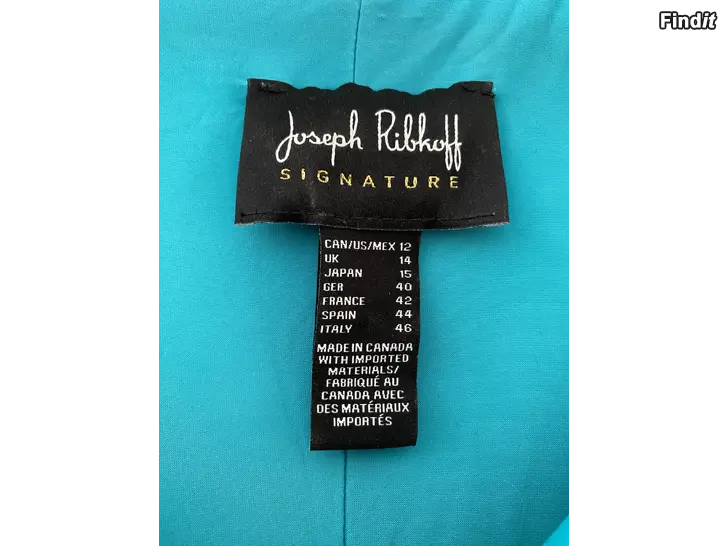 Findit
Joseph Ribkoff
SIGNATURE
CAN/US/MEX 12
UK 14
JAPAN 15
GER 40
FRANCE 42
SPAIN 44
ITALY 46
MADE IN CANADA
WITH IMPORTED
MATERIALS/
FABRIQUÉ AU
CANADA AVEC
DES MATÉRIAUX
IMPORTÉS